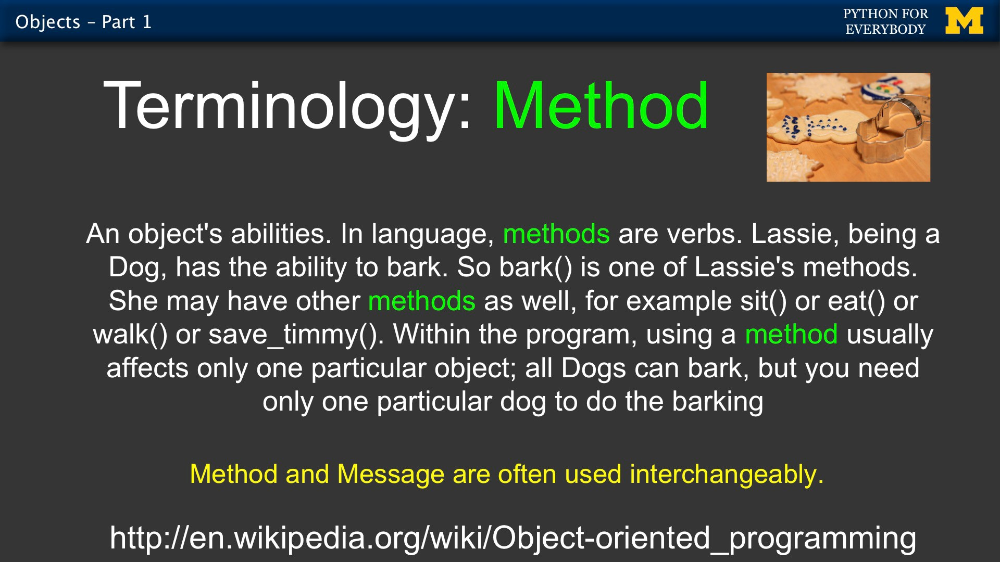 Objects – Part 1
PYTHON FOR
EVERYBODY
M
Terminology: Method
An object's abilities. In language, methods are verbs. Lassie, being a
Dog, has the ability to bark. So bark() is one of Lassie's methods.
She may have other methods as well, for example sit() or eat() or
walk() or save_timmy(). Within the program, using a method usually
affects only one particular object; all Dogs can bark, but you need
only one particular dog to do the barking
Method and Message are often used interchangeably.
http://en.wikipedia.org/wiki/Object-oriented_programming